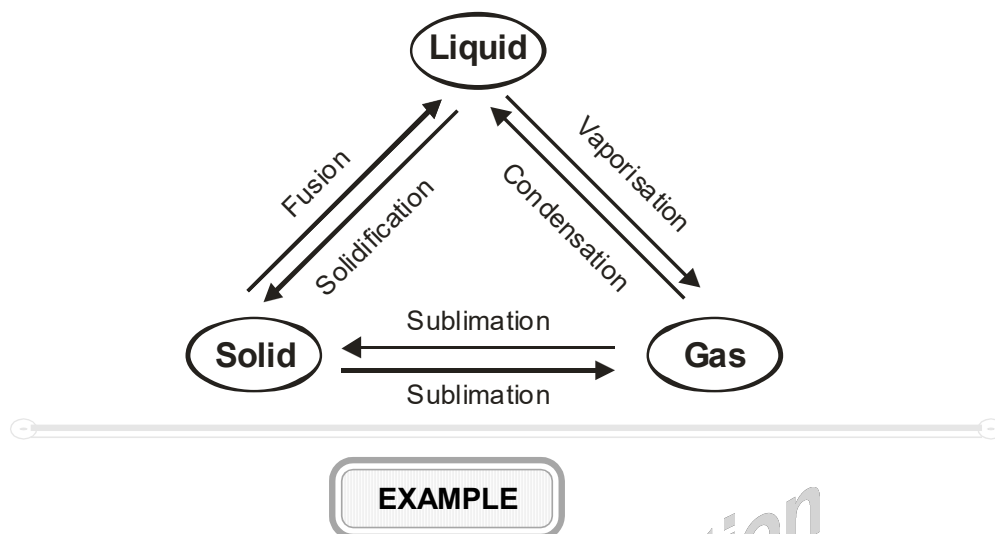 Liquid
Fusion
Solidification
Vaporisation
Condensation
Sublimation
Solid
Gas
Sublimation
EXAMPLE